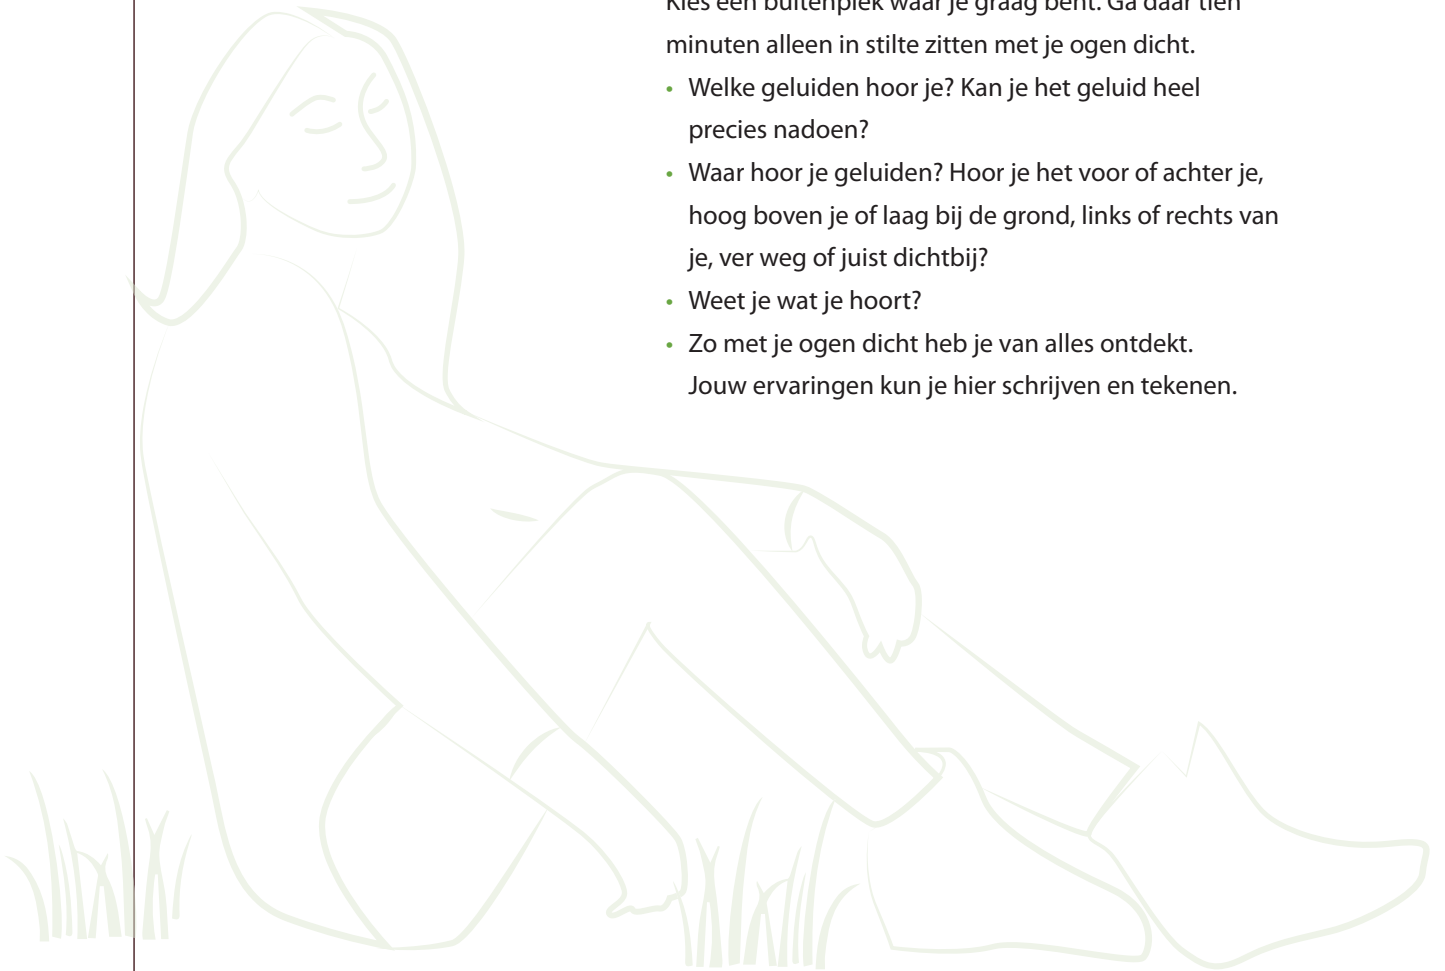 Kies een buitenplek waar je graag bent. Ga daar tien
minuten alleen in stilte zitten met je ogen dicht.
• Welke geluiden hoor je? Kan je het geluid heel
precies nadoen?
• Waar hoor je geluiden? Hoor je het voor of achter je,
hoog boven je of laag bij de grond, links of rechts van
je, ver weg of juist dichtbij?
• Weet je wat je hoort?
• Zo met je ogen dicht heb je van alles ontdekt.
Jouw ervaringen kun je hier schrijven en tekenen.